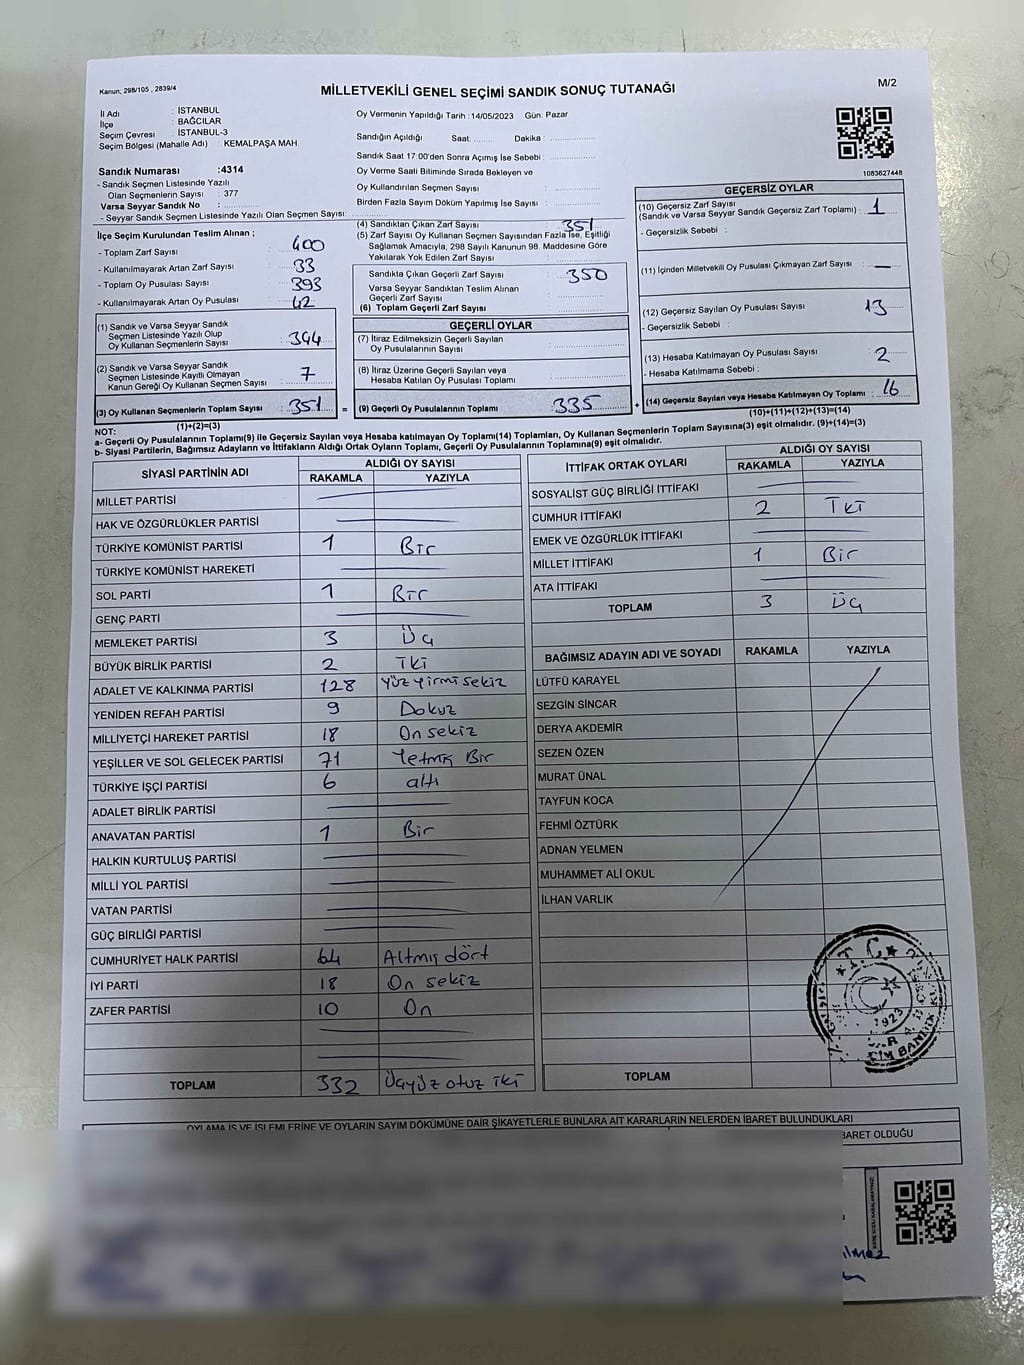 Kanun; 298/105 , 2839/4
MİLLETVEKİLİ GENEL SEÇİMİ SANDIK SONUÇ TUTANAĞI
M/2
İl Adı : İSTANBUL
İlçe : BAĞCILAR
Seçim Çevresi : İSTANBUL-3
Seçim Bölgesi (Mahalle Adı) : KEMALPAŞA MAH.
Oy Vermenin Yapıldığı Tarih : 14/05/2023 Gün: Pazar
Sandığın Açıldığı Saat: Dakika :
Sandık Saat 17:00'den Sonra Açımış İse Sebebi :
Oy Verme Saati Bitiminde Sırada Bekleyen ve
Oy Kullandırılan Seçmen Sayısı :
Birden Fazla Sayım Döküm Yapılmış İse Sayısı :
Sandık Numarası :4314
- Sandık Seçmen Listesinde Yazılı
Olan Seçmenlerin Sayısı : 377
Varsa Seyyar Sandık No :
- Seyyar Sandık Seçmen Listesinde Yazılı Olan Seçmen Sayısı:
1083627448
İlçe Seçim Kurulundan Teslim Alınan ;
- Toplam Zarf Sayısı : 400
- Kullanılmayarak Artan Zarf Sayısı : 33
- Toplam Oy Pusulası Sayısı : 393
- Kullanılmayarak Artan Oy Pusulası : 42
(1) Sandık ve Varsa Seyyar Sandık
Seçmen Listesinde Yazılı Olup
Oy Kullanan Seçmenlerin Sayısı : 344
(2) Sandık ve Varsa Seyyar Sandık
Seçmen Listesinde Kayıtlı Olmayan
Kanun Gereği Oy Kullanan Seçmen Sayısı : 7
(3) Oy Kullanan Seçmenlerin Toplam Sayısı : 351
(1)+(2)=(3)
(4) Sandıktan Çıkan Zarf Sayısı : 351
(5) Zarf Sayısı Oy Kullanan Seçmen Sayısından Fazla İse, Eşitliği
Sağlamak Amacıyla, 298 Sayılı Kanunun 98. Maddesine Göre
Yakılarak Yok Edilen Zarf Sayısı :
Sandıkla Çıkan Geçerli Zarf Sayısı : 350
Varsa Seyyar Sandıktan Teslim Alınan
Geçerli Zarf Sayısı :
(6) Toplam Geçerli Zarf Sayısı :
GEÇERLİ OYLAR
(7) İtiraz Edilmeksizin Geçerli Sayılan
Oy Pusulalarının Sayısı :
(8) İtiraz Üzerine Geçerli Sayılan veya
Hesaba Katılan Oy Pusulası Toplamı :
= (9) Geçerli Oy Pusulalarının Toplamı : 335
GEÇERSİZ OYLAR
(10) Geçersiz Zarf Sayısı
(Sandık ve Varsa Seyyar Sandık Geçersiz Zarf Toplamı) : 1
- Geçersizlik Sebebi :
(11) İçinden Milletvekili Oy Pusulası Çıkmayan Zarf Sayısı : —
(12) Geçersiz Sayılan Oy Pusulası Sayısı : 13
- Geçersizlik Sebebi :
(13) Hesaba Katılmayan Oy Pusulası Sayısı : 2
- Hesaba Katılmama Sebebi :
+ (14) Geçersiz Sayılan veya Hesaba Katılmayan Oy Toplamı : 16
(10)+(11)+(12)+(13)=(14)
NOT:
a- Geçerli Oy Pusulalarının Toplamı(9) ile Geçersiz Sayılan veya Hesaba katılmayan Oy Toplamı(14) Toplamları, Oy Kullanan Seçmenlerin Toplam Sayısına(3) eşit olmalıdır. (9)+(14)=(3)
b- Siyasi Partilerin, Bağımsız Adayların ve İttifakların Aldığı Ortak Oyların Toplamı, Geçerli Oy Pusulalarının Toplamına(9) eşit olmalıdır.
SİYASİ PARTİNİN ADI ALDIĞI OY SAYISI
RAKAMLA YAZIYLA
MİLLET PARTİSİ
HAK VE ÖZGÜRLÜKLER PARTİSİ
TÜRKİYE KOMÜNİST PARTİSİ 1 Bir
TÜRKİYE KOMÜNİST HAREKETİ
SOL PARTİ 1 Bir
GENÇ PARTİ
MEMLEKET PARTİSİ 3 Üç
BÜYÜK BİRLİK PARTİSİ 2 İki
ADALET VE KALKINMA PARTİSİ 128 yüz yirmi sekiz
YENİDEN REFAH PARTİSİ 9 Dokuz
MİLLİYETÇİ HAREKET PARTİSİ 18 On sekiz
YEŞİLLER VE SOL GELECEK PARTİSİ 71 Yetmiş Bir
TÜRKİYE İŞÇİ PARTİSİ 6 altı
ADALET BİRLİK PARTİSİ
ANAVATAN PARTİSİ 1 Bir
HALKIN KURTULUŞ PARTİSİ
MİLLİ YOL PARTİSİ
VATAN PARTİSİ
GÜÇ BİRLİĞİ PARTİSİ
CUMHURİYET HALK PARTİSİ 64 Altmış dört
İYİ PARTİ 18 On sekiz
ZAFER PARTİSİ 10 On
TOPLAM 332 Üçyüz otuz iki
İTTİFAK ORTAK OYLARI ALDIĞI OY SAYISI
RAKAMLA YAZIYLA
SOSYALİST GÜÇ BİRLİĞİ İTTİFAKI
CUMHUR İTTİFAKI 2 İki
EMEK VE ÖZGÜRLÜK İTTİFAKI
MİLLET İTTİFAKI 1 Bir
ATA İTTİFAKI
TOPLAM 3 Üç
BAĞIMSIZ ADAYIN ADI VE SOYADI RAKAMLA YAZIYLA
LÜTFÜ KARAYEL
SEZGİN SİNCAR
DERYA AKDEMİR
SEZEN ÖZEN
MURAT ÜNAL
TAYFUN KOCA
FEHMİ ÖZTÜRK
ADNAN YELMEN
MUHAMMET ALİ OKUL
İLHAN VARLIK
TOPLAM
T.C.
1923
OYLAMA İŞ VE İŞLEMLERİNE VE OYLARIN SAYIM DÖKÜMÜNE DAİR ŞİKAYETLERLE BUNLARA AİT KARARLARIN NELERDEN İBARET BULUNDUKLARI
BARET OLDUĞU